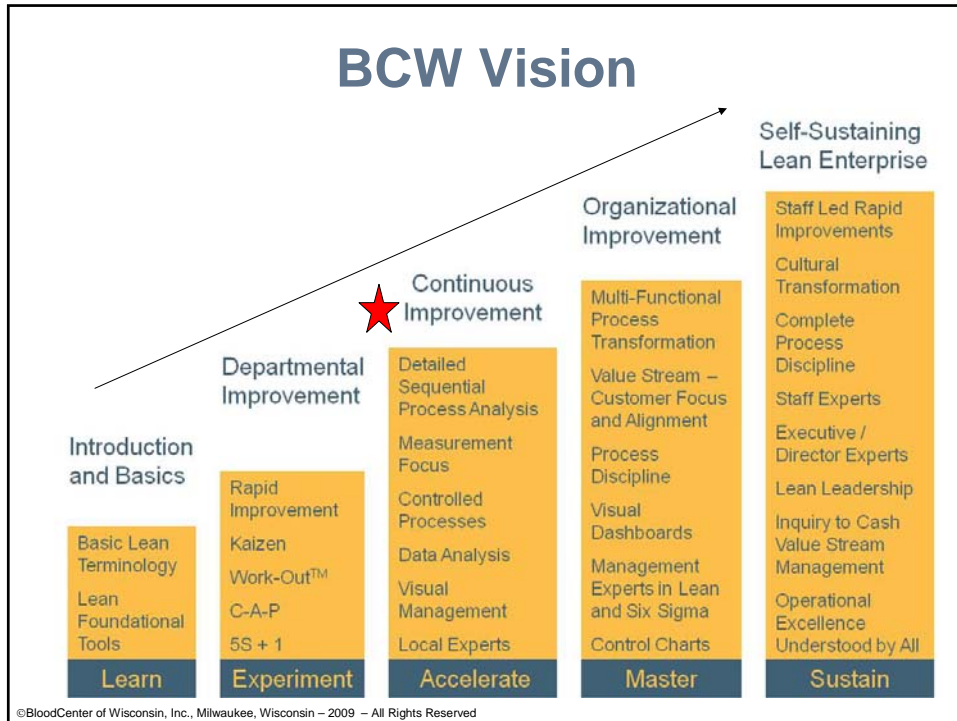 BCW Vision
Introduction
and Basics
Basic Lean
Terminology
Lean
Foundational
Tools
Learn
Departmental
Improvement
Rapid
Improvement
Kaizen
Work-Out™
C-A-P
5S + 1
Experiment
Continuous
Improvement
Detailed
Sequential
Process Analysis
Measurement
Focus
Controlled
Processes
Data Analysis
Visual
Management
Local Experts
Accelerate
Organizational
Improvement
Multi-Functional
Process
Transformation
Value Stream –
Customer Focus
and Alignment
Process
Discipline
Visual
Dashboards
Management
Experts in Lean
and Six Sigma
Control Charts
Master
Self-Sustaining
Lean Enterprise
Staff Led Rapid
Improvements
Cultural
Transformation
Complete
Process
Discipline
Staff Experts
Executive /
Director Experts
Lean Leadership
Inquiry to Cash
Value Stream
Management
Operational
Excellence
Understood by All
Sustain
©BloodCenter of Wisconsin, Inc., Milwaukee, Wisconsin – 2009 – All Rights Reserved